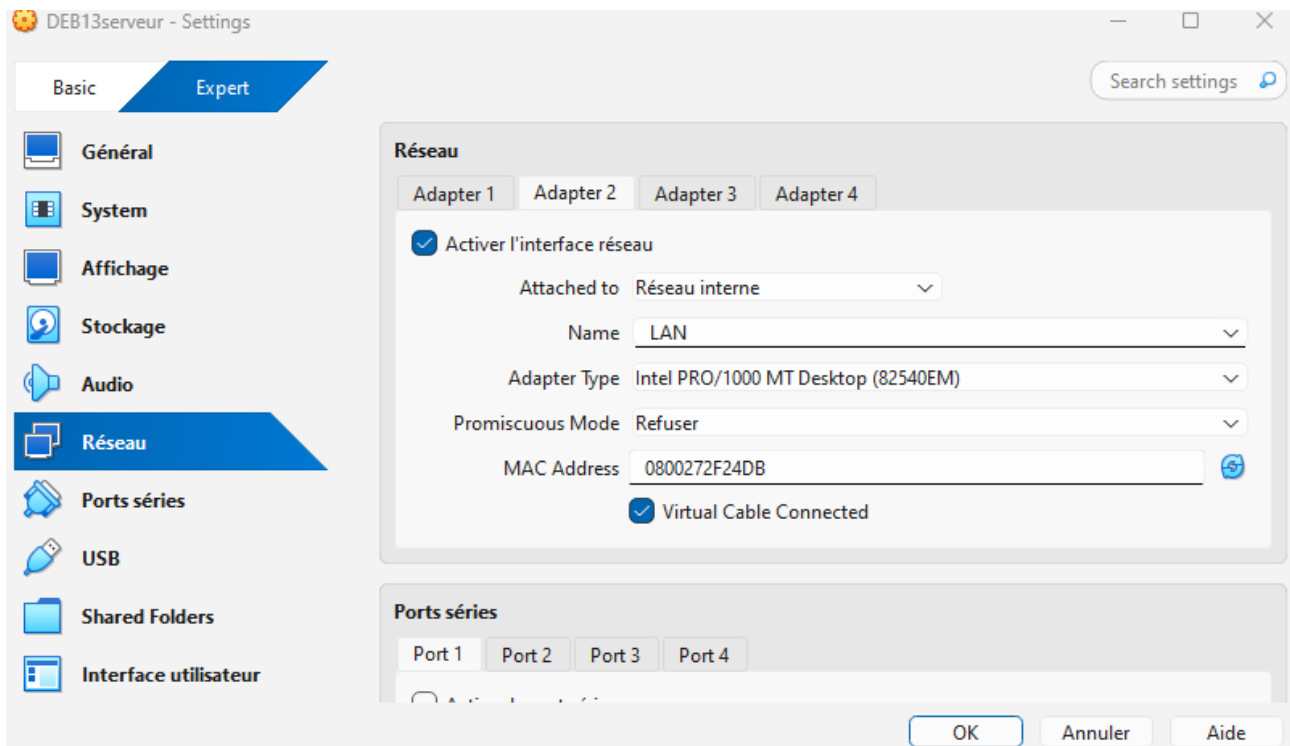 DEB13serveur - Settings
Basic
Expert
Search settings
Général
System
Affichage
Stockage
Audio
Réseau
Ports séries
USB
Shared Folders
Interface utilisateur
Réseau
Adapter 1 Adapter 2 Adapter 3 Adapter 4
Activer l'interface réseau
Attached to Réseau interne
Name LAN
Adapter Type Intel PRO/1000 MT Desktop (82540EM)
Promiscuous Mode Refuser
MAC Address 0800272F24DB
Virtual Cable Connected
Ports séries
Port 1 Port 2 Port 3 Port 4
OK Annuler Aide